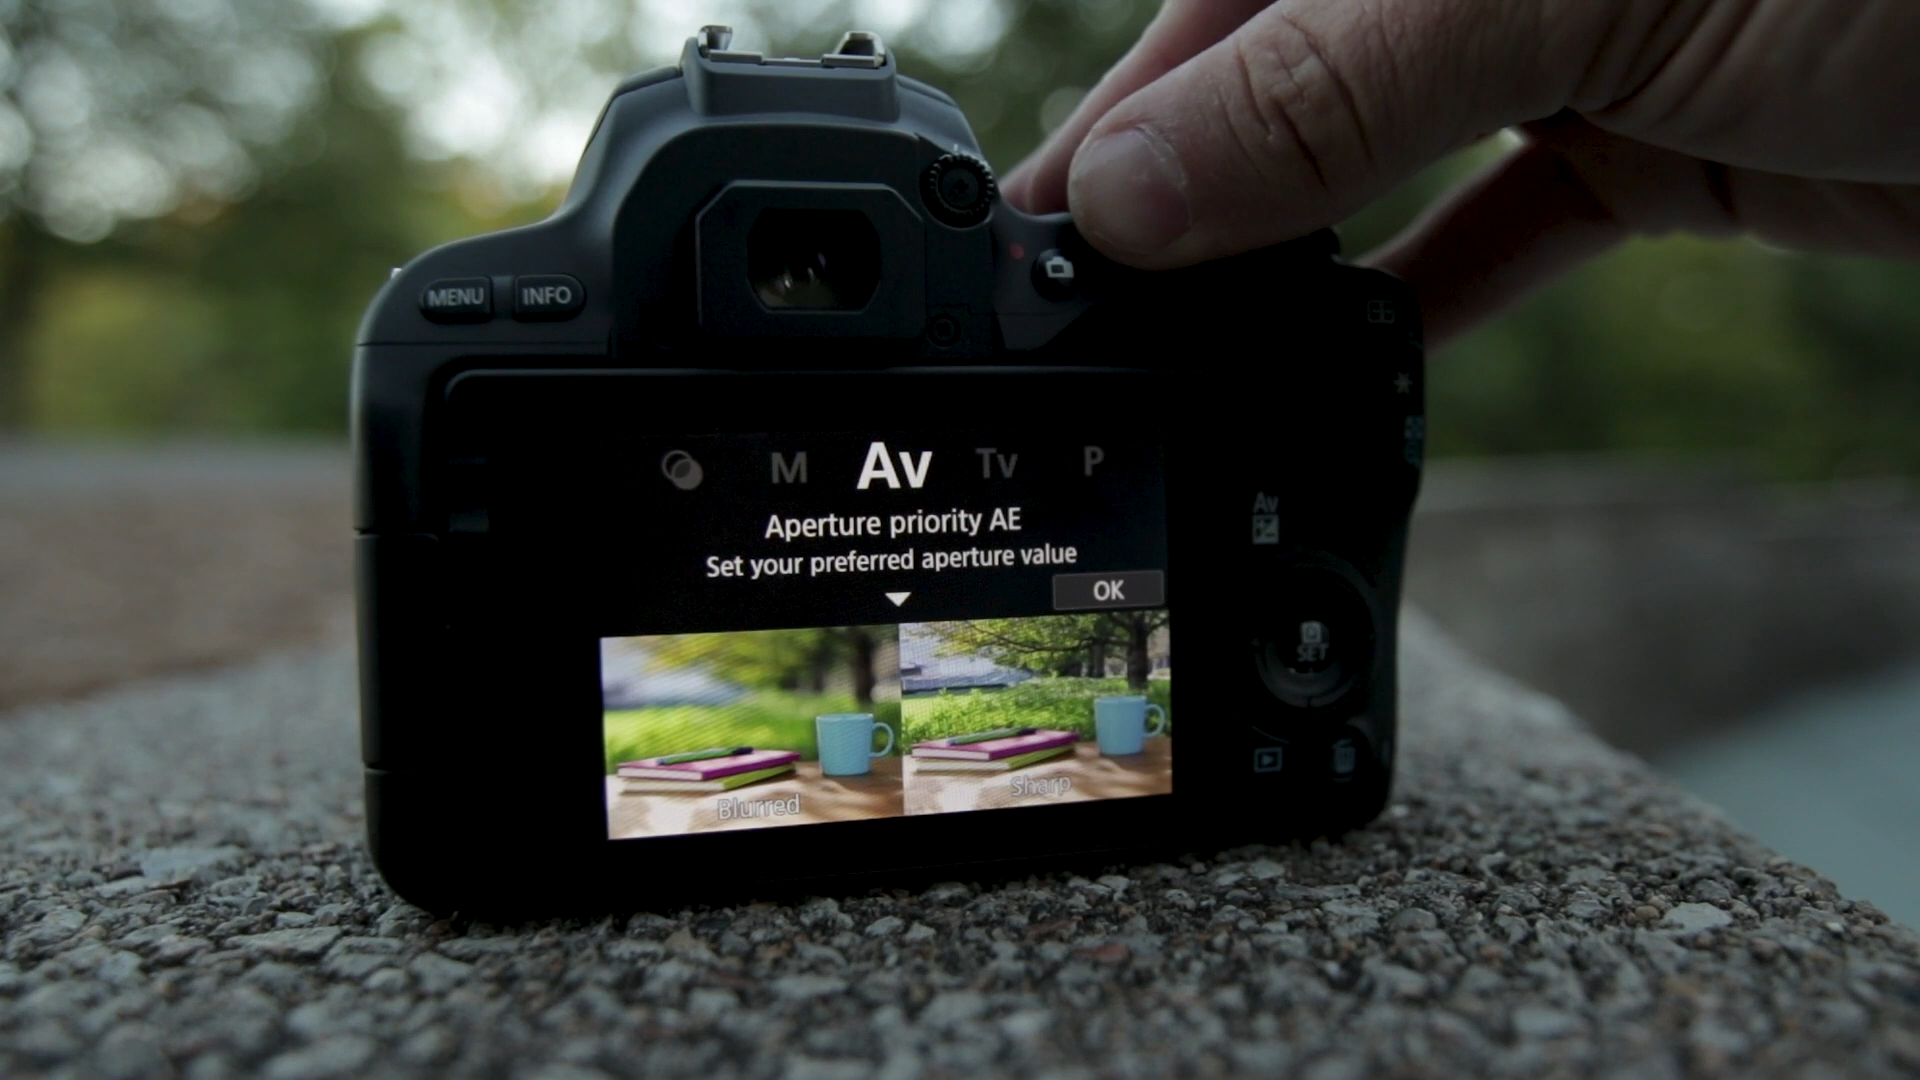 MENU INFO
M Av Tv P
Aperture priority AE
Set your preferred aperture value
OK
Av
SET
Blurred
Sharp